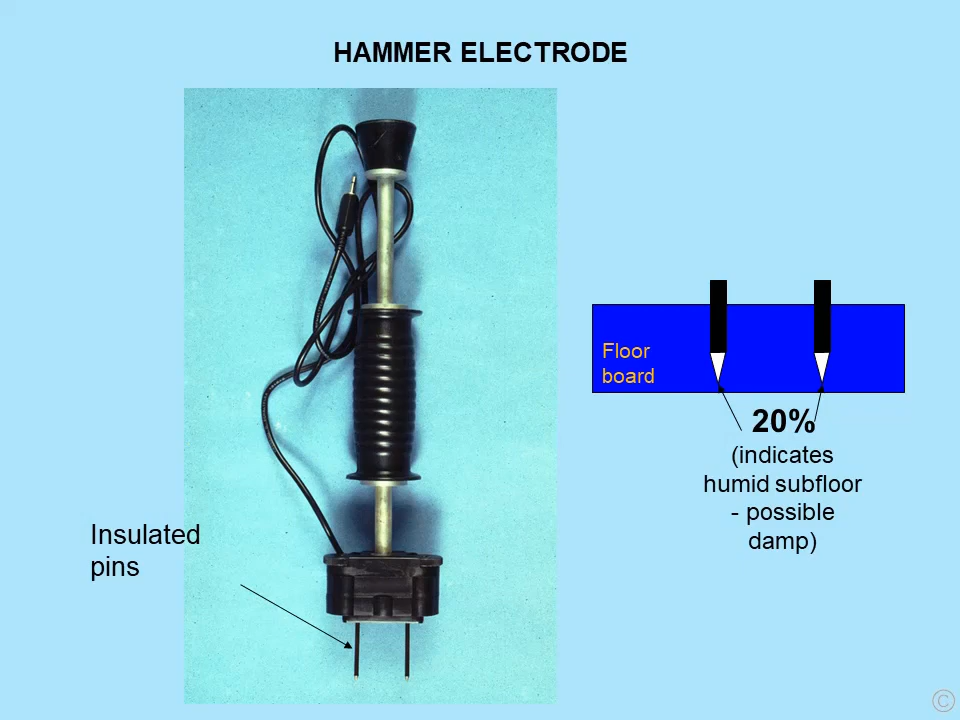 HAMMER ELECTRODE
Floor
board
20%
(indicates
humid subfloor
- possible
damp)
Insulated
pins
©